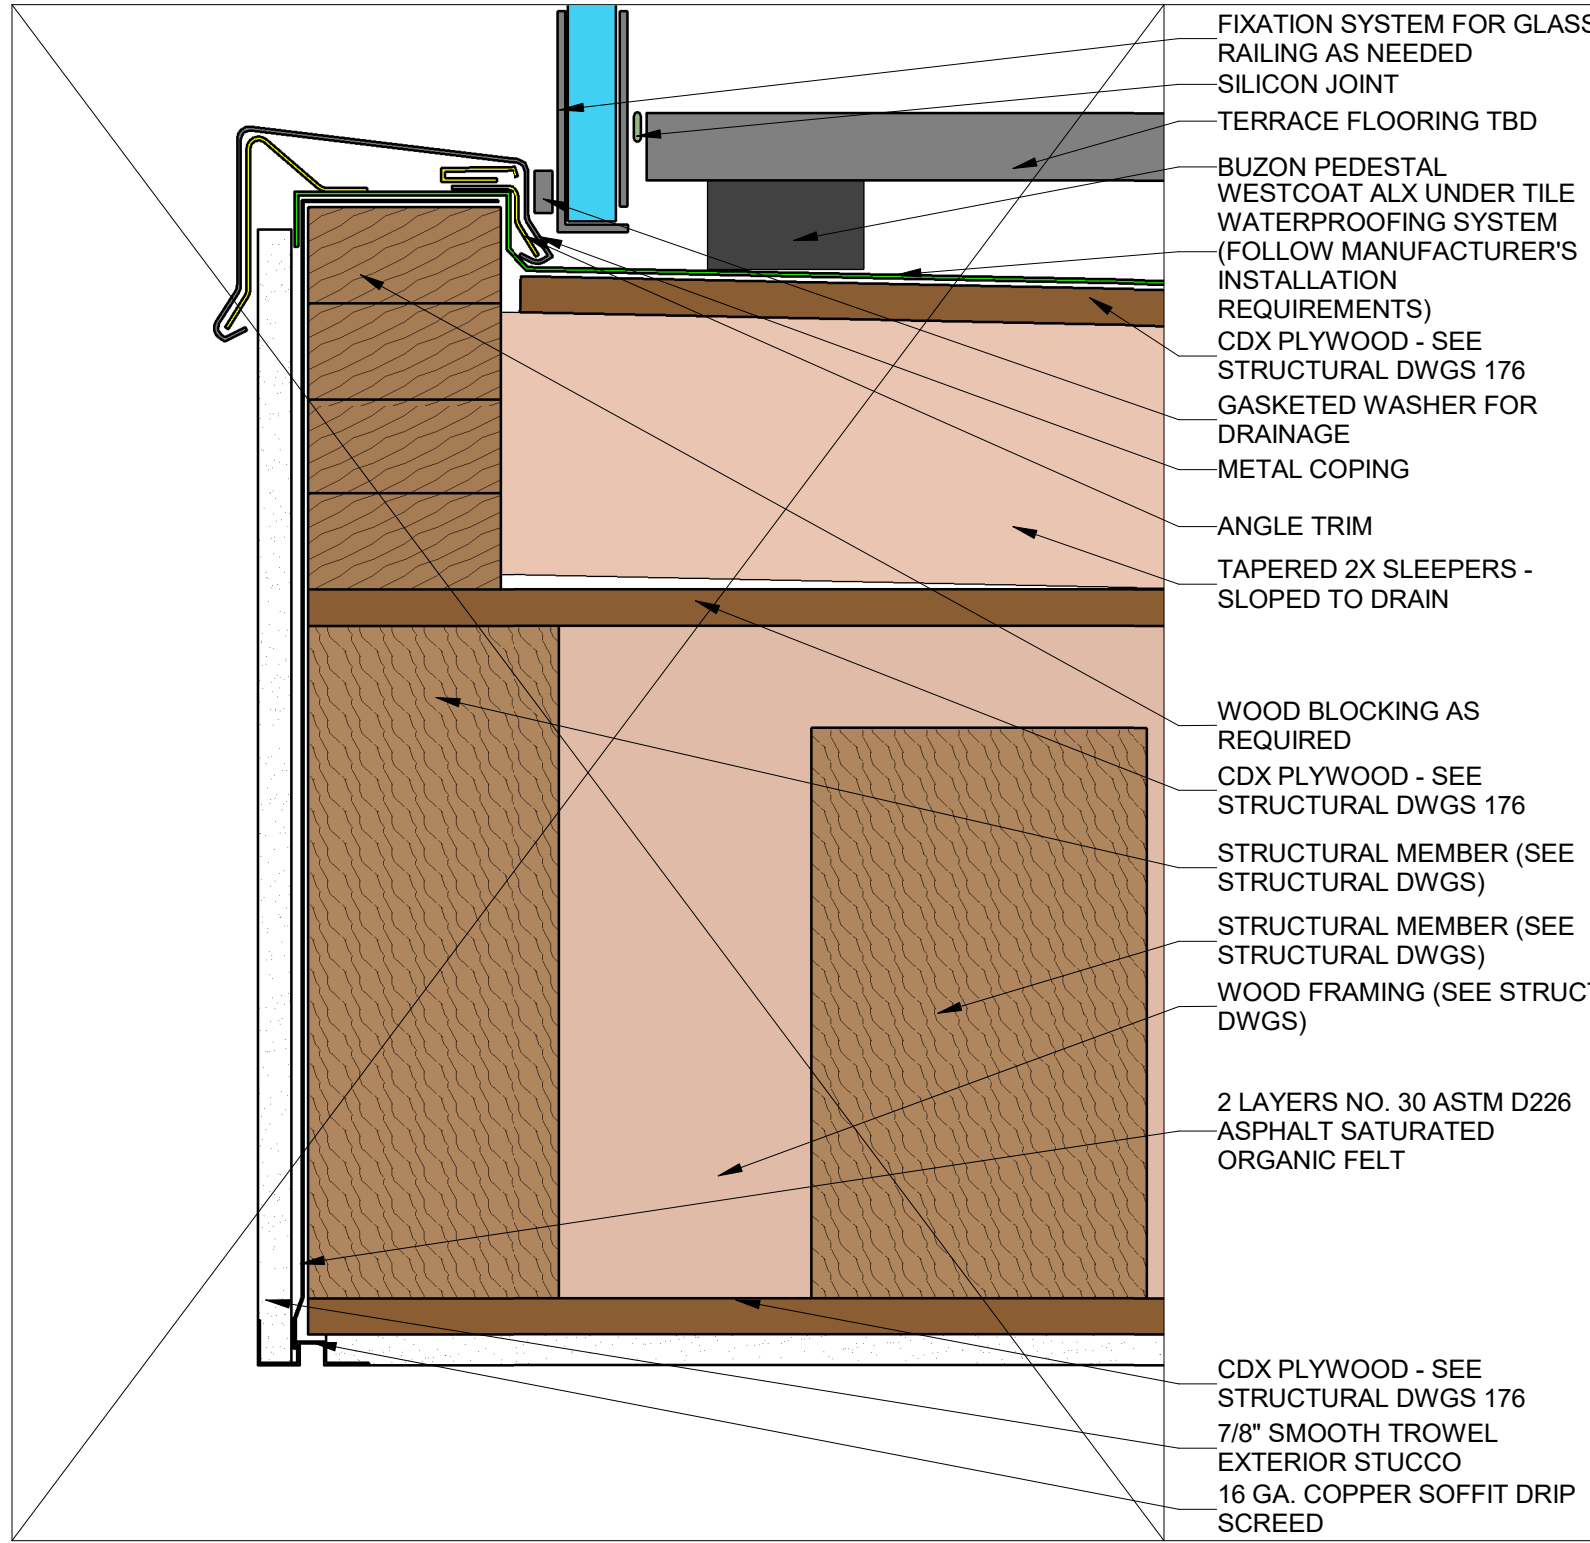 FIXATION SYSTEM FOR GLASS
RAILING AS NEEDED
SILICON JOINT
TERRACE FLOORING TBD
BUZON PEDESTAL
WESTCOAT ALX UNDER TILE
WATERPROOFING SYSTEM
(FOLLOW MANUFACTURER'S
INSTALLATION
REQUIREMENTS)
CDX PLYWOOD - SEE
STRUCTURAL DWGS 176
GASKETED WASHER FOR
DRAINAGE
METAL COPING
ANGLE TRIM
TAPERED 2X SLEEPERS -
SLOPED TO DRAIN
WOOD BLOCKING AS
REQUIRED
CDX PLYWOOD - SEE
STRUCTURAL DWGS 176
STRUCTURAL MEMBER (SEE
STRUCTURAL DWGS)
STRUCTURAL MEMBER (SEE
STRUCTURAL DWGS)
WOOD FRAMING (SEE STRUCT
DWGS)
2 LAYERS NO. 30 ASTM D226
ASPHALT SATURATED
ORGANIC FELT
CDX PLYWOOD - SEE
STRUCTURAL DWGS 176
7/8" SMOOTH TROWEL
EXTERIOR STUCCO
16 GA. COPPER SOFFIT DRIP
SCREED